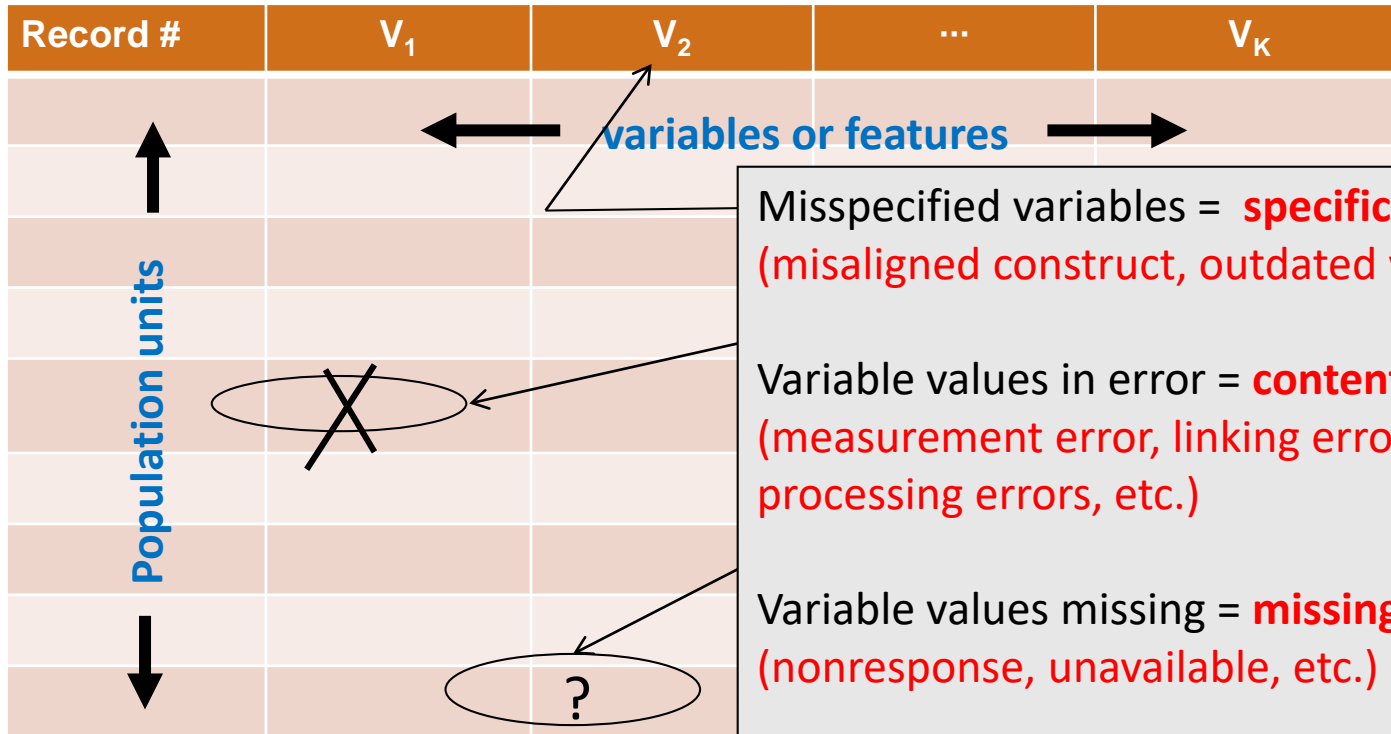 Record # V1 V2 ... VK
variables or features
Population units
Misspecified variables = specific
(misaligned construct, outdated
Variable values in error = content
(measurement error, linking erro
processing errors, etc.)
Variable values missing = missing
(nonresponse, unavailable, etc.)
X
?